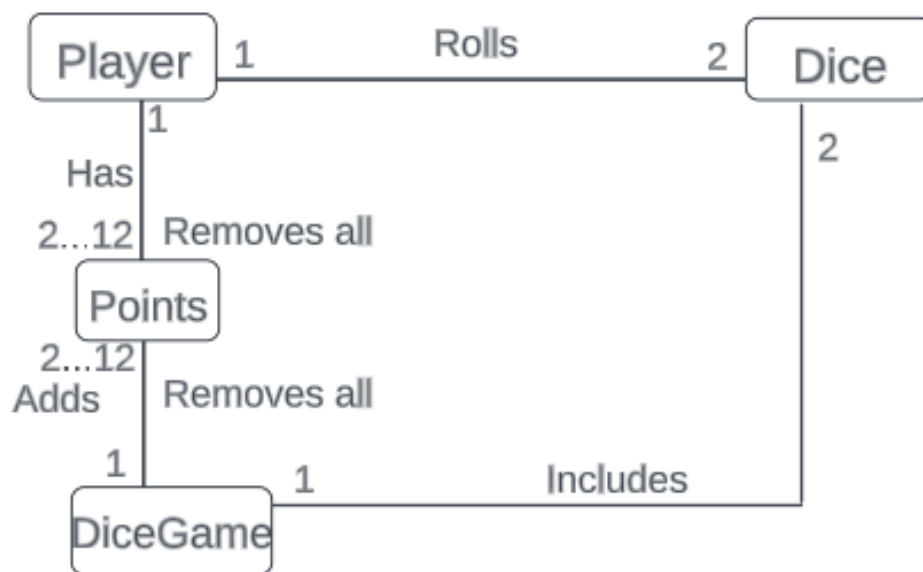 Player
1
Rolls
2
Dice
1
2
Has
2...12
Removes all
Points
2...12
Adds
Removes all
1
1
Includes
DiceGame